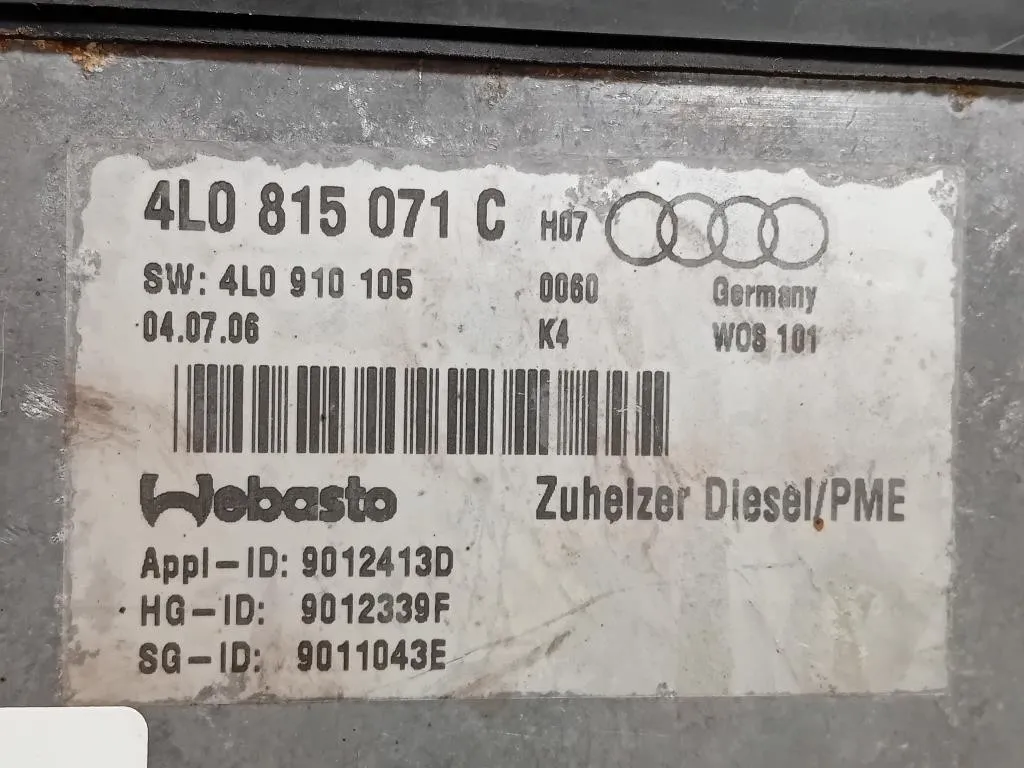 4L0 815 071 C H07
SW: 4L0 910 105 0060 Germany
04.07.06 K4 WOS 101
Webasto Zuheizer Diesel/PME
Appl-ID: 9012413D
HG-ID: 9012339F
SG-ID: 9011043E